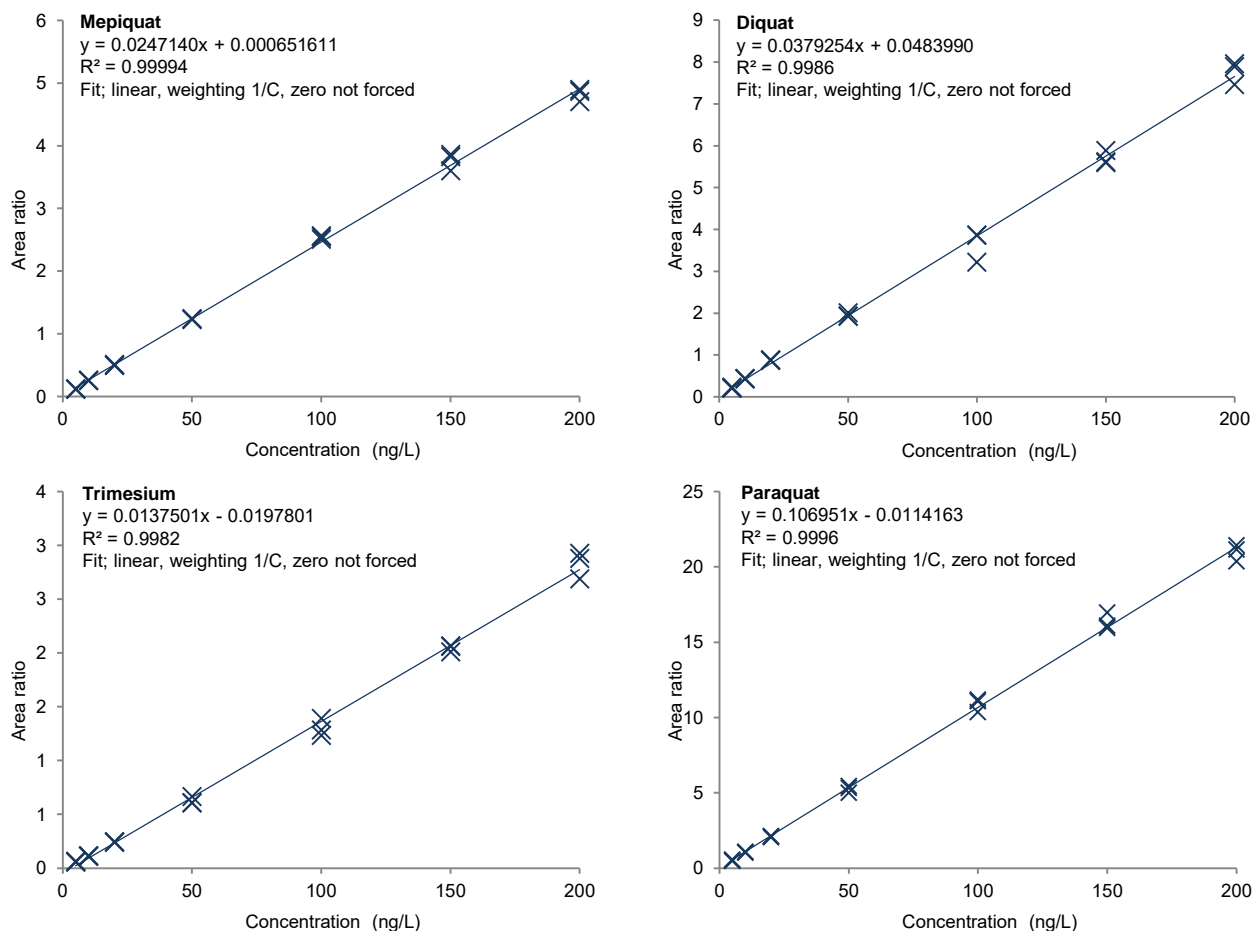 Mepiquat
y = 0.0247140x + 0.000651611
R² = 0.99994
Fit; linear, weighting 1/C, zero not forced
6
5
4
3
2
1
0
Area ratio
0 50 100 150 200
Concentration (ng/L)
Diquat
y = 0.0379254x + 0.0483990
R² = 0.9986
Fit; linear, weighting 1/C, zero not forced
9
8
7
6
5
4
3
2
1
0
Area ratio
0 50 100 150 200
Concentration (ng/L)
Trimesium
y = 0.0137501x - 0.0197801
R² = 0.9982
Fit; linear, weighting 1/C, zero not forced
4
3
3
2
2
1
1
0
Area ratio
0 50 100 150 200
Concentration (ng/L)
Paraquat
y = 0.106951x - 0.0114163
R² = 0.9996
Fit; linear, weighting 1/C, zero not forced
25
20
15
10
5
0
Area ratio
0 50 100 150 200
Concentration (ng/L)